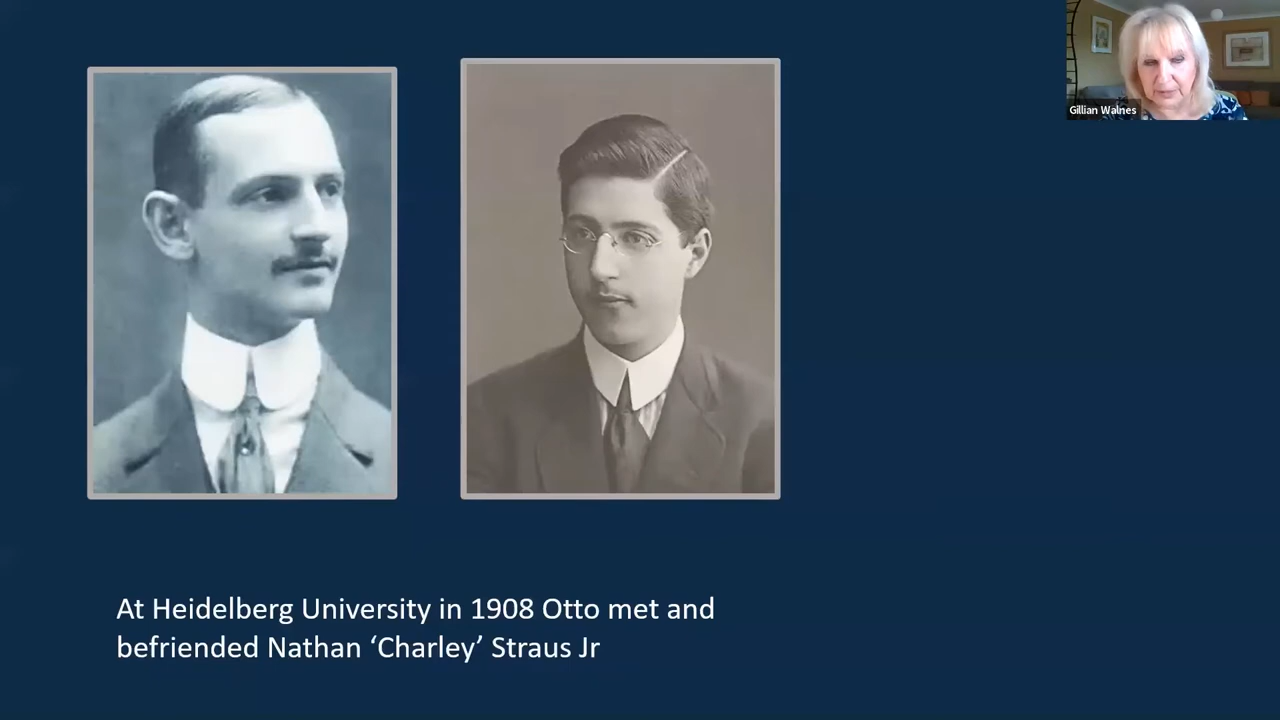 Gillian Walnes
At Heidelberg University in 1908 Otto met and
befriended Nathan ‘Charley’ Straus Jr